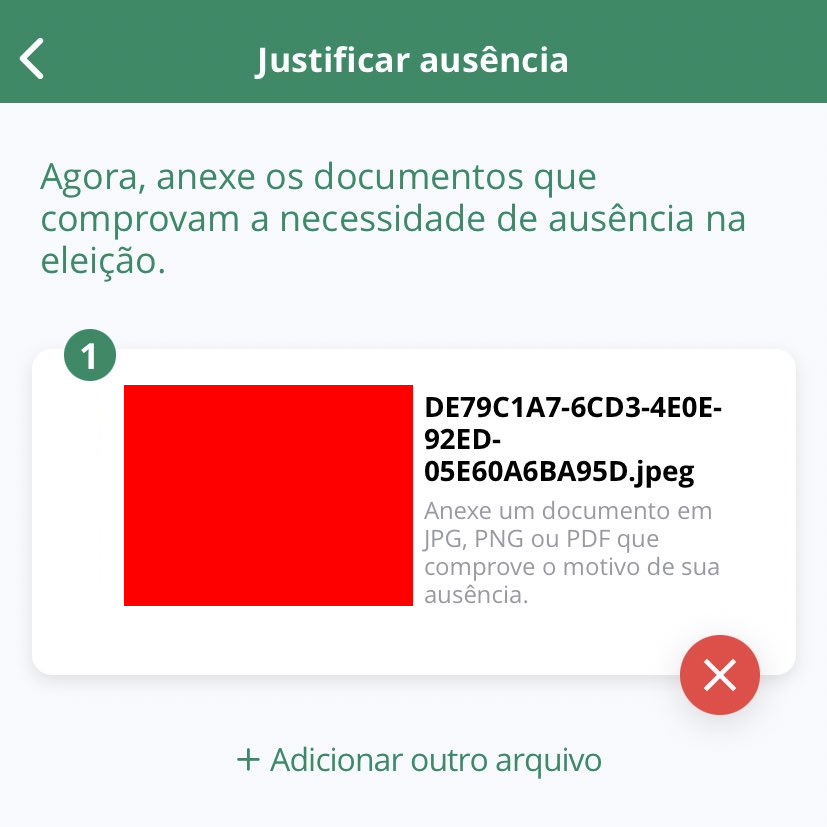 Justificar ausência
Agora, anexe os documentos que
comprovam a necessidade de ausência na
eleição.
1
DE79C1A7-6CD3-4E0E-
92ED-
05E60A6BA95D.jpeg
Anexe um documento em
JPG, PNG ou PDF que
comprove o motivo de sua
ausência.
+ Adicionar outro arquivo